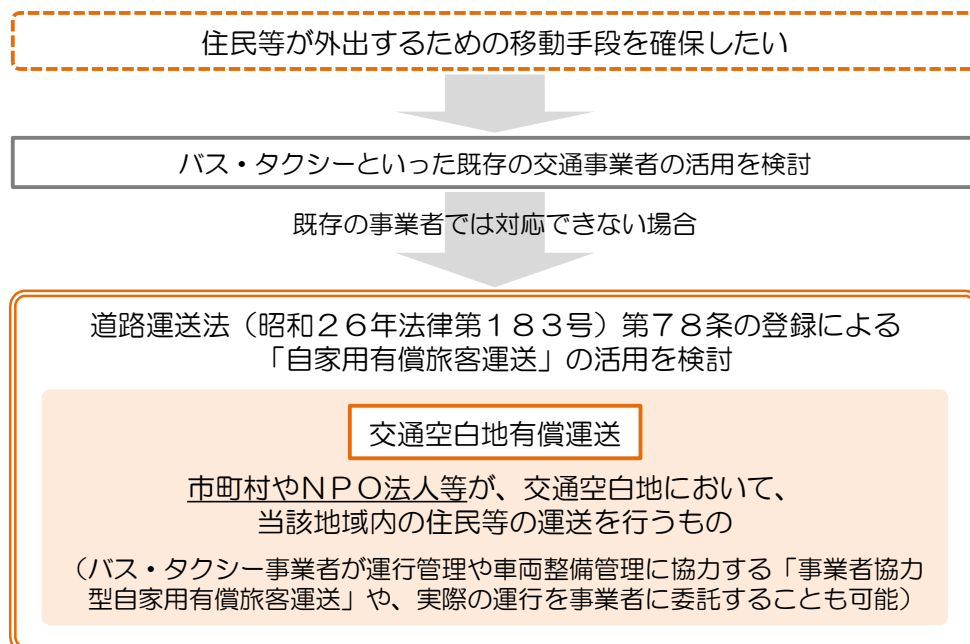 住民等が外出するための移動手段を確保したい
バス・タクシーといった既存の交通事業者の活用を検討
既存の事業者では対応できない場合
道路運送法（昭和２６年法律第１８３号）第７８条の登録による
「自家用有償旅客運送」の活用を検討
交通空白地有償運送
市町村やＮＰＯ法人等が、交通空白地において、
当該地域内の住民等の運送を行うもの
（バス・タクシー事業者が運行管理や車両整備管理に協力する「事業者協力
型自家用有償旅客運送」や、実際の運行を事業者に委託することも可能）